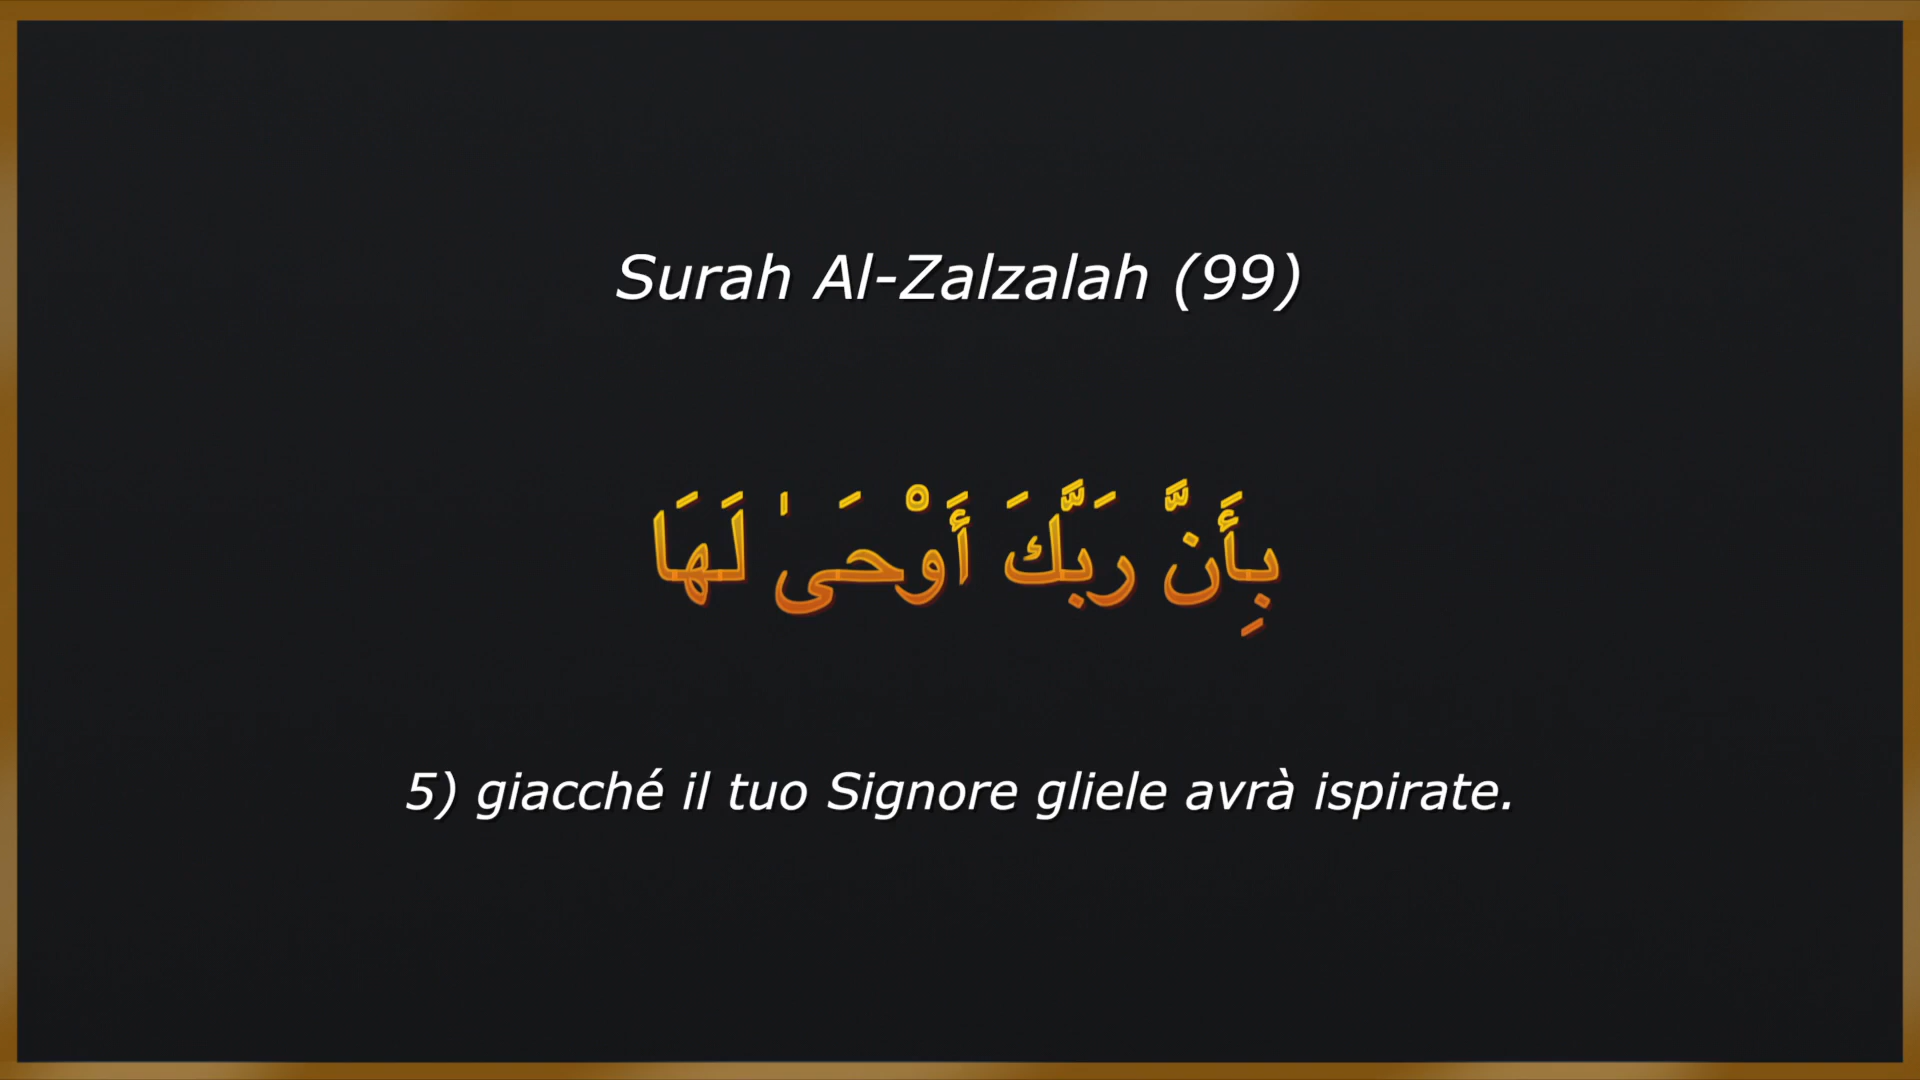 Surah Al-Zalzalah (99)
بِأَنَّ رَبَّكَ أَوْحَىٰ لَهَا
5) giacché il tuo Signore gliele avrà ispirate.